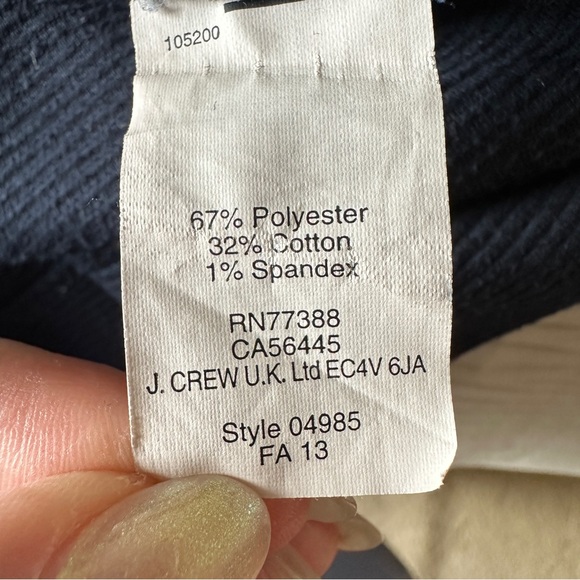 105200
67% Polyester
32% Cotton
1% Spandex
RN77388
CA56445
J. CREW U.K. Ltd EC4V 6JA
Style 04985
FA 13